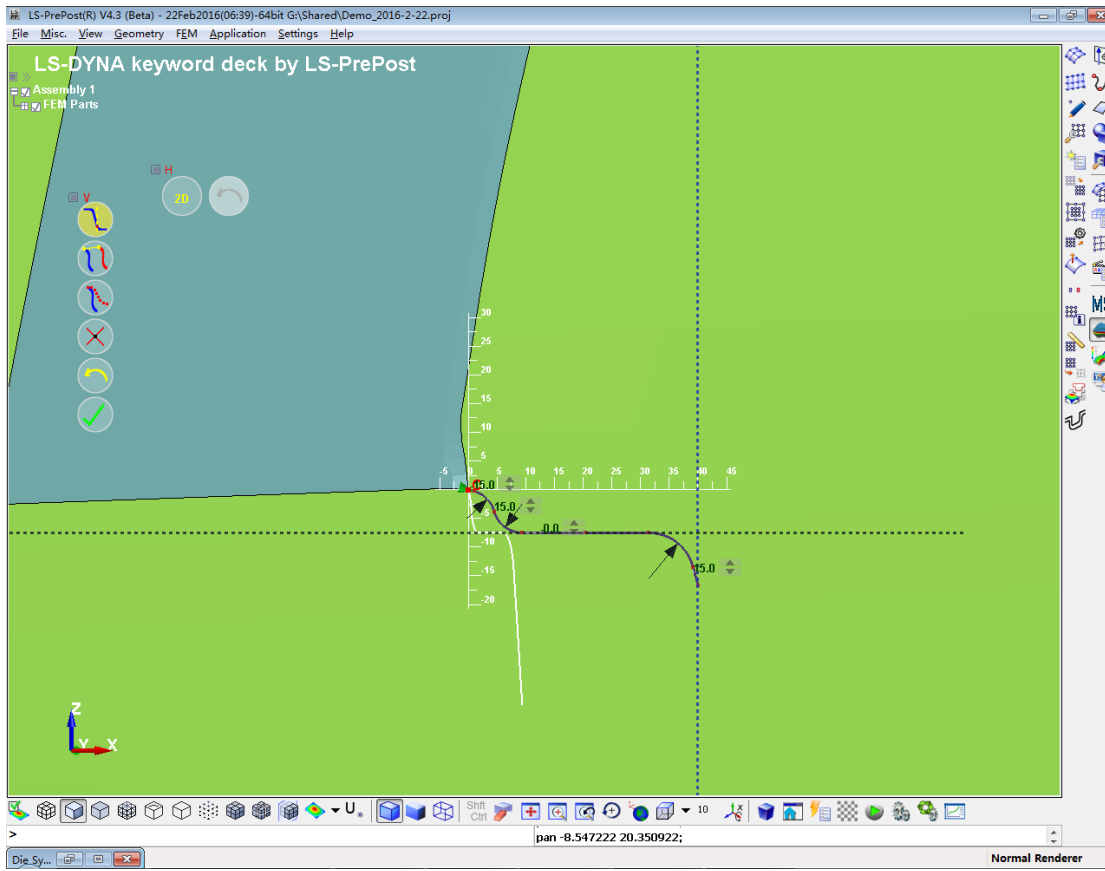 LS-PrePost(R) V4.3 (Beta) - 22Feb2016(06:39)-64bit G:\Shared\Demo_2016-2-22.proj
File Misc. View Geometry FEM Application Settings Help
LS-DYNA keyword deck by LS-PrePost
Assembly 1
FEM Parts
H
V
2D
30
25
20
15
10
5
-5 0 5 10 15 20 25 30 35 40 45
15.0
15.0
-5
-0.0
-10
15.0
-15
-20
Z
Y X
MS
Shft
Ctrl
10
>
pan -8.547222 20.350922;
Die_Sy...
Normal Renderer